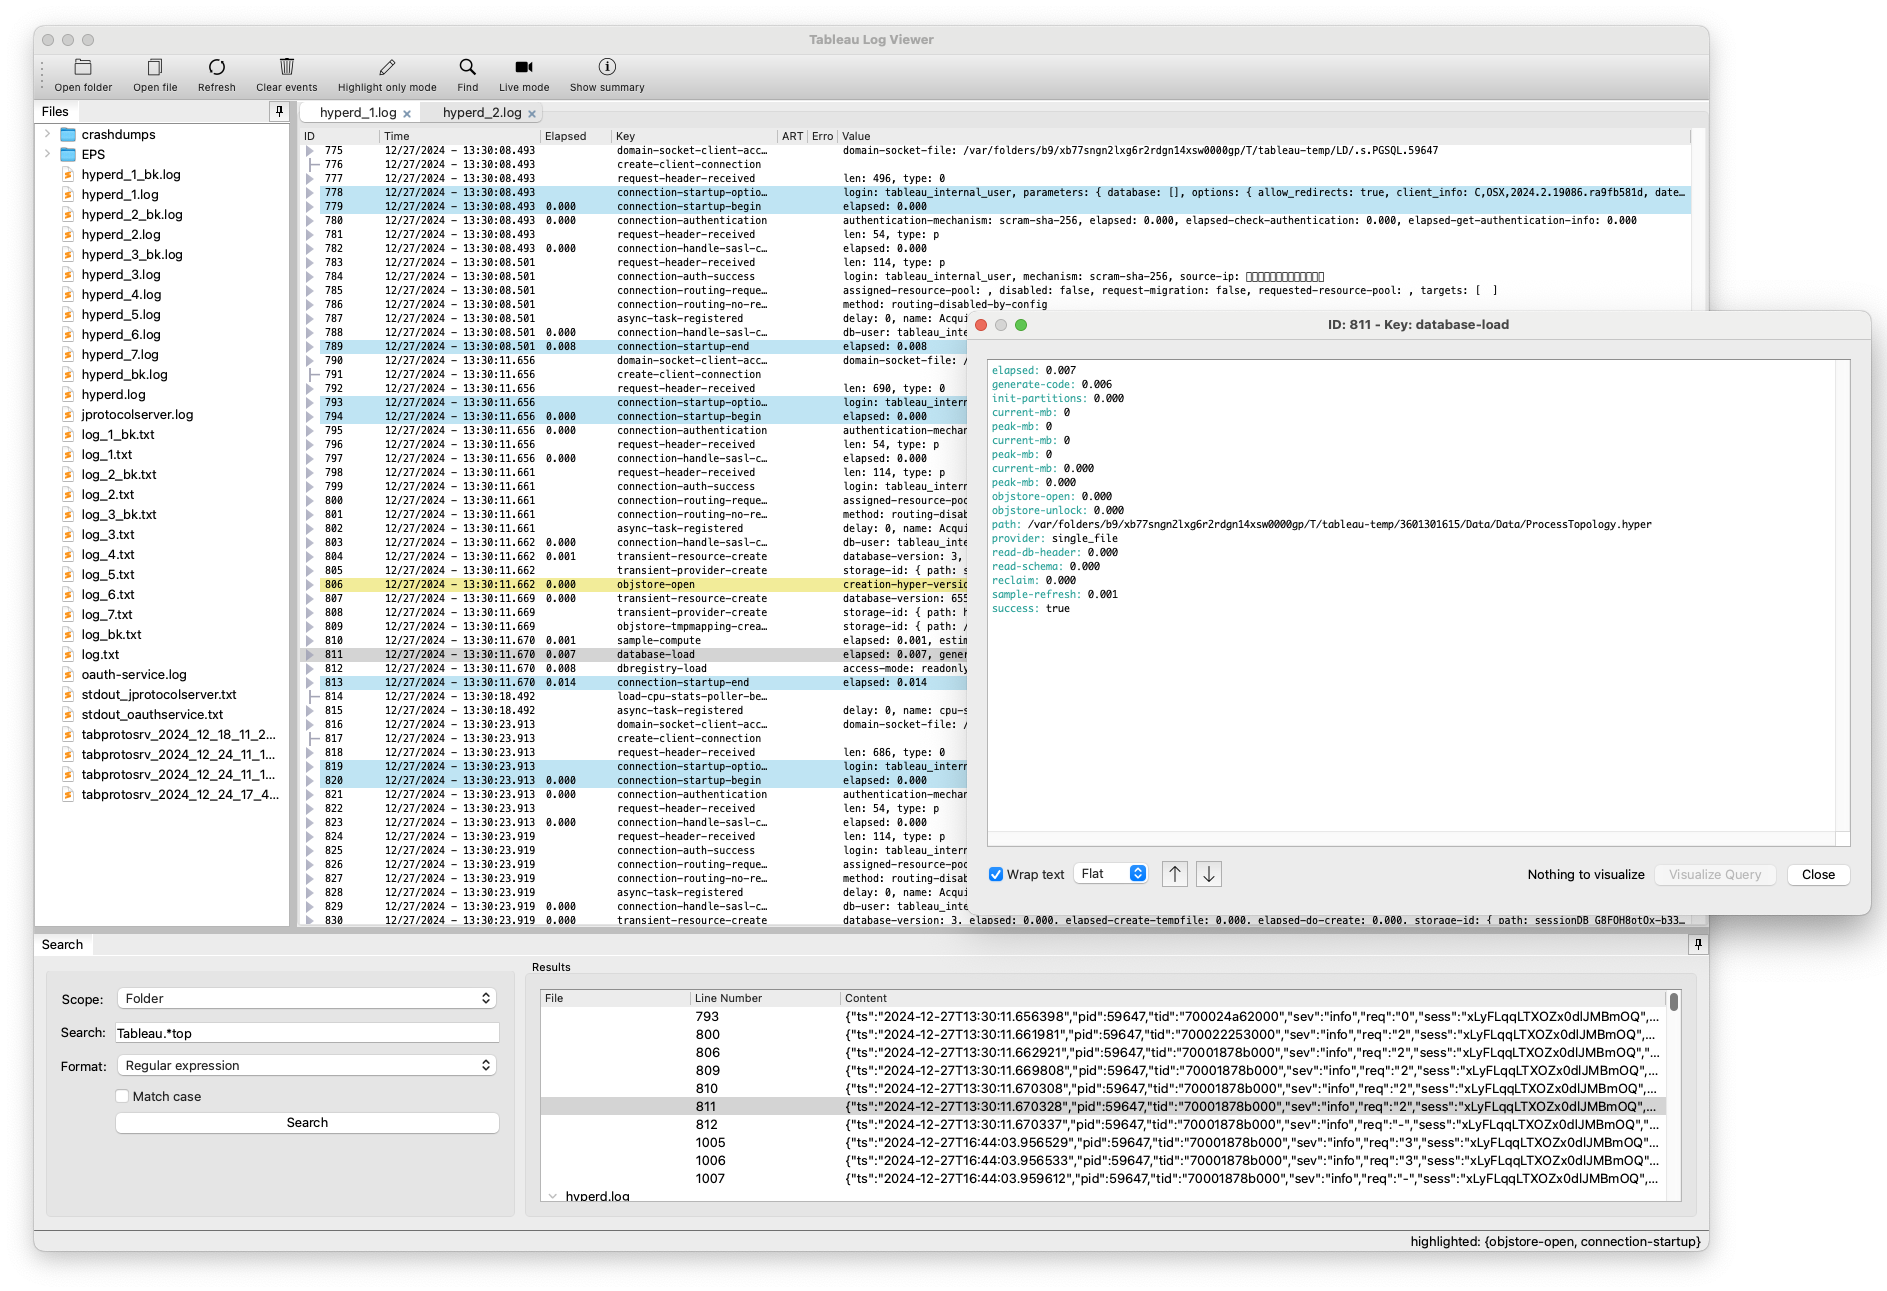 Tableau Log Viewer
Open folder Open file Refresh Clear events Highlight only mode Find Live mode Show summary
Files
crashdumps
EPS
hyperd_1_bk.log
hyperd_1.log
hyperd_2_bk.log
hyperd_2.log
hyperd_3_bk.log
hyperd_3.log
hyperd_4.log
hyperd_5.log
hyperd_6.log
hyperd_7.log
hyperd_bk.log
hyperd.log
jprotocolserver.log
log_1_bk.txt
log_1.txt
log_2_bk.txt
log_2.txt
log_3_bk.txt
log_3.txt
log_4.txt
log_5.txt
log_6.txt
log_7.txt
log_bk.txt
log.txt
oauth-service.log
stdout_jprotocolserver.txt
stdout_oauthservice.txt
tabprotosrv_2024_12_18_11_2...
tabprotosrv_2024_12_24_11_1...
tabprotosrv_2024_12_24_11_1...
tabprotosrv_2024_12_24_17_4...
hyperd_1.log × hyperd_2.log ×
ID Time Elapsed Key ART Erro Value
775 12/27/2024 - 13:30:08.493 domain-socket-client-acc… domain-socket-file: /var/folders/b9/xb77sngn2lxg6r2rdgn14xsw0000gp/T/tableau-temp/LD/.s.PGSQL.59647
776 12/27/2024 - 13:30:08.493 create-client-connection
777 12/27/2024 - 13:30:08.493 request-header-received len: 496, type: 0
778 12/27/2024 - 13:30:08.493 connection-startup-optio… login: tableau_internal_user, parameters: { database: [], options: { allow_redirects: true, client_info: C,OSX,2024.2.19086.ra9fb581d, date…
779 12/27/2024 - 13:30:08.493 0.000 connection-startup-begin elapsed: 0.000
780 12/27/2024 - 13:30:08.493 0.000 connection-authentication authentication-mechanism: scram-sha-256, elapsed: 0.000, elapsed-check-authentication: 0.000, elapsed-get-authentication-info: 0.000
781 12/27/2024 - 13:30:08.493 request-header-received len: 54, type: p
782 12/27/2024 - 13:30:08.493 0.000 connection-handle-sasl-c… elapsed: 0.000
783 12/27/2024 - 13:30:08.501 request-header-received len: 114, type: p
784 12/27/2024 - 13:30:08.501 connection-auth-success login: tableau_internal_user, mechanism: scram-sha-256, source-ip:
785 12/27/2024 - 13:30:08.501 connection-routing-reque… assigned-resource-pool: , disabled: false, request-migration: false, requested-resource-pool: , targets: [ ]
786 12/27/2024 - 13:30:08.501 connection-routing-no-re… method: routing-disabled-by-config
787 12/27/2024 - 13:30:08.501 async-task-registered delay: 0, name: Acqui
788 12/27/2024 - 13:30:08.501 0.000 connection-handle-sasl-c… db-user: tableau_inte
789 12/27/2024 - 13:30:08.501 0.008 connection-startup-end elapsed: 0.008
790 12/27/2024 - 13:30:11.656 domain-socket-client-acc… domain-socket-file: /
791 12/27/2024 - 13:30:11.656 create-client-connection
792 12/27/2024 - 13:30:11.656 request-header-received len: 690, type: 0
793 12/27/2024 - 13:30:11.656 connection-startup-optio… login: tableau_intern
794 12/27/2024 - 13:30:11.656 0.000 connection-startup-begin elapsed: 0.000
795 12/27/2024 - 13:30:11.656 0.000 connection-authentication authentication-mechan
796 12/27/2024 - 13:30:11.656 request-header-received len: 54, type: p
797 12/27/2024 - 13:30:11.656 0.000 connection-handle-sasl-c… elapsed: 0.000
798 12/27/2024 - 13:30:11.661 request-header-received len: 114, type: p
799 12/27/2024 - 13:30:11.661 connection-auth-success login: tableau_intern
800 12/27/2024 - 13:30:11.661 connection-routing-reque… assigned-resource-poo
801 12/27/2024 - 13:30:11.661 connection-routing-no-re… method: routing-disab
802 12/27/2024 - 13:30:11.661 async-task-registered delay: 0, name: Acqui
803 12/27/2024 - 13:30:11.662 0.000 connection-handle-sasl-c… db-user: tableau_inte
804 12/27/2024 - 13:30:11.662 0.001 transient-resource-create database-version: 3,
805 12/27/2024 - 13:30:11.662 transient-provider-create storage-id: { path: s
806 12/27/2024 - 13:30:11.662 0.000 objstore-open creation-hyper-versio
807 12/27/2024 - 13:30:11.669 0.000 transient-resource-create database-version: 655
808 12/27/2024 - 13:30:11.669 transient-provider-create storage-id: { path: h
809 12/27/2024 - 13:30:11.669 objstore-tmpmapping-crea… storage-id: { path: /
810 12/27/2024 - 13:30:11.670 0.001 sample-compute elapsed: 0.001, estim
811 12/27/2024 - 13:30:11.670 0.007 database-load elapsed: 0.007, gener
812 12/27/2024 - 13:30:11.670 0.008 dbregistry-load access-mode: readonly
813 12/27/2024 - 13:30:11.670 0.014 connection-startup-end elapsed: 0.014
814 12/27/2024 - 13:30:18.492 load-cpu-stats-poller-be…
815 12/27/2024 - 13:30:18.492 async-task-registered delay: 0, name: cpu-s
816 12/27/2024 - 13:30:23.913 domain-socket-client-acc… domain-socket-file: /
817 12/27/2024 - 13:30:23.913 create-client-connection
818 12/27/2024 - 13:30:23.913 request-header-received len: 686, type: 0
819 12/27/2024 - 13:30:23.913 connection-startup-optio… login: tableau_intern
820 12/27/2024 - 13:30:23.913 0.000 connection-startup-begin elapsed: 0.000
821 12/27/2024 - 13:30:23.913 0.000 connection-authentication authentication-mechan
822 12/27/2024 - 13:30:23.913 request-header-received len: 54, type: p
823 12/27/2024 - 13:30:23.913 0.000 connection-handle-sasl-c… elapsed: 0.000
824 12/27/2024 - 13:30:23.919 request-header-received len: 114, type: p
825 12/27/2024 - 13:30:23.919 connection-auth-success login: tableau_intern
826 12/27/2024 - 13:30:23.919 connection-routing-reque… assigned-resource-poo
827 12/27/2024 - 13:30:23.919 connection-routing-no-re… method: routing-disab
828 12/27/2024 - 13:30:23.919 async-task-registered delay: 0, name: Acqui
829 12/27/2024 - 13:30:23.919 0.000 connection-handle-sasl-c… db-user: tableau_inte
830 12/27/2024 - 13:30:23.919 0.000 transient-resource-create database-version: 3, elapsed: 0.000, elapsed-create-tempfile: 0.000, elapsed-do-create: 0.000, storage-id: { path: sessionDB_G8FOH8otOx-b33…
ID: 811 - Key: database-load
elapsed: 0.007
generate-code: 0.006
init-partitions: 0.000
current-mb: 0
peak-mb: 0
current-mb: 0
peak-mb: 0
current-mb: 0.000
peak-mb: 0.000
objstore-open: 0.000
objstore-unlock: 0.000
path: /var/folders/b9/xb77sngn2lxg6r2rdgn14xsw0000gp/T/tableau-temp/3601301615/Data/Data/ProcessTopology.hyper
provider: single_file
read-db-header: 0.000
read-schema: 0.000
reclaim: 0.000
sample-refresh: 0.001
success: true
Wrap text Flat ↑ ↓ Nothing to visualize Visualize Query Close
Search
Scope: Folder
Search: Tableau.*top
Format: Regular expression
Match case
Search
Results
File Line Number Content
793 {"ts":"2024-12-27T13:30:11.656398","pid":59647,"tid":"700024a62000","sev":"info","req":"0","sess":"xLyFLqqLTXOZx0dlJMBmOQ",...
800 {"ts":"2024-12-27T13:30:11.661981","pid":59647,"tid":"700022253000","sev":"info","req":"2","sess":"xLyFLqqLTXOZx0dlJMBmOQ",...
806 {"ts":"2024-12-27T13:30:11.662921","pid":59647,"tid":"70001878b000","sev":"info","req":"2","sess":"xLyFLqqLTXOZx0dlJMBmOQ","...
809 {"ts":"2024-12-27T13:30:11.669808","pid":59647,"tid":"70001878b000","sev":"info","req":"2","sess":"xLyFLqqLTXOZx0dlJMBmOQ",...
810 {"ts":"2024-12-27T13:30:11.670308","pid":59647,"tid":"70001878b000","sev":"info","req":"2","sess":"xLyFLqqLTXOZx0dlJMBmOQ",...
811 {"ts":"2024-12-27T13:30:11.670328","pid":59647,"tid":"70001878b000","sev":"info","req":"2","sess":"xLyFLqqLTXOZx0dlJMBmOQ",...
812 {"ts":"2024-12-27T13:30:11.670337","pid":59647,"tid":"70001878b000","sev":"info","req":"-","sess":"xLyFLqqLTXOZx0dlJMBmOQ","...
1005 {"ts":"2024-12-27T16:44:03.956529","pid":59647,"tid":"70001878b000","sev":"info","req":"3","sess":"xLyFLqqLTXOZx0dlJMBmOQ"...
1006 {"ts":"2024-12-27T16:44:03.956533","pid":59647,"tid":"70001878b000","sev":"info","req":"3","sess":"xLyFLqqLTXOZx0dlJMBmOQ"...
1007 {"ts":"2024-12-27T16:44:03.959612","pid":59647,"tid":"70001878b000","sev":"info","req":"-","sess":"xLyFLqqLTXOZx0dlJMBmOQ",...
hyperd.log
highlighted: {objstore-open, connection-startup}